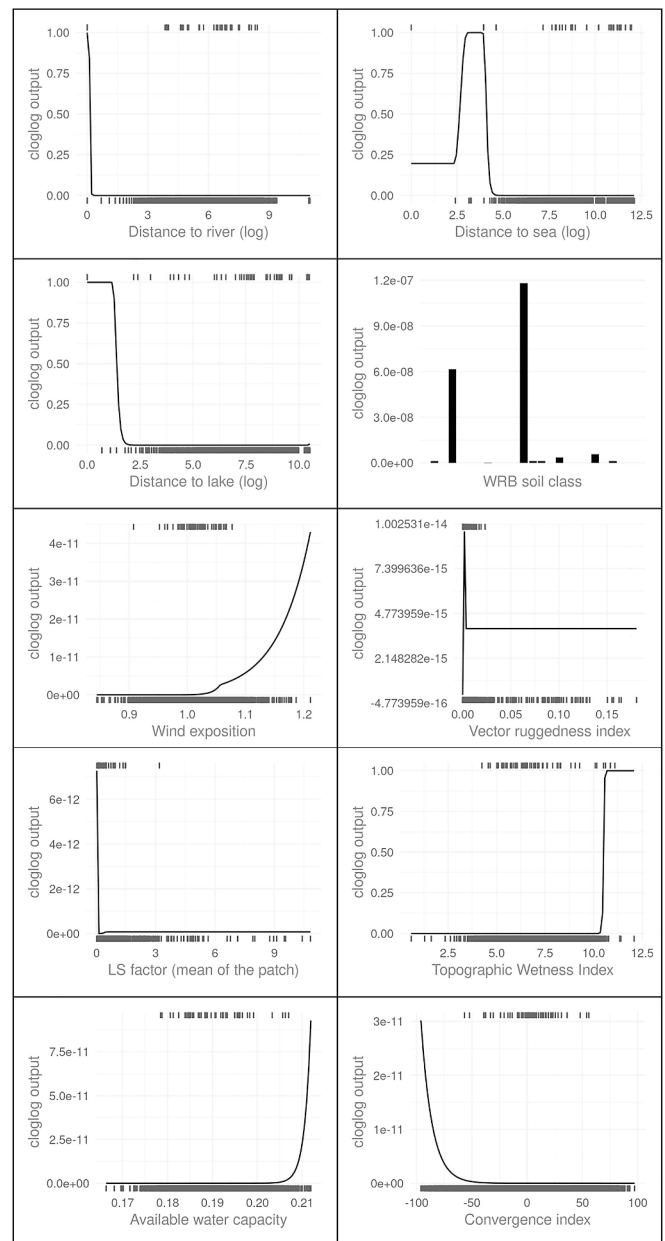 cloglog output
1.00
0.75
0.50
0.25
0.00
0 3 6 9
Distance to river (log)
cloglog output
1.00
0.75
0.50
0.25
0.00
0.0 2.5 5.0 7.5 10.0 12.5
Distance to sea (log)
cloglog output
1.00
0.75
0.50
0.25
0.00
0.0 2.5 5.0 7.5 10.0
Distance to lake (log)
cloglog output
1.2e-07
9.0e-08
6.0e-08
3.0e-08
0.0e+00
WRB soil class
cloglog output
4e-11
3e-11
2e-11
1e-11
0e+00
0.9 1.0 1.1 1.2
Wind exposition
cloglog output
1.002531e-14
7.399636e-15
4.773959e-15
2.148282e-15
-4.773959e-16
0.00 0.05 0.10 0.15
Vector ruggedness index
cloglog output
6e-12
4e-12
2e-12
0e+00
0 3 6 9
LS factor (mean of the patch)
cloglog output
1.00
0.75
0.50
0.25
0.00
2.5 5.0 7.5 10.0 12.5
Topographic Wetness Index
cloglog output
7.5e-11
5.0e-11
2.5e-11
0.0e+00
0.17 0.18 0.19 0.20 0.21
Available water capacity
cloglog output
3e-11
2e-11
1e-11
0e+00
-100 -50 0 50 100
Convergence index